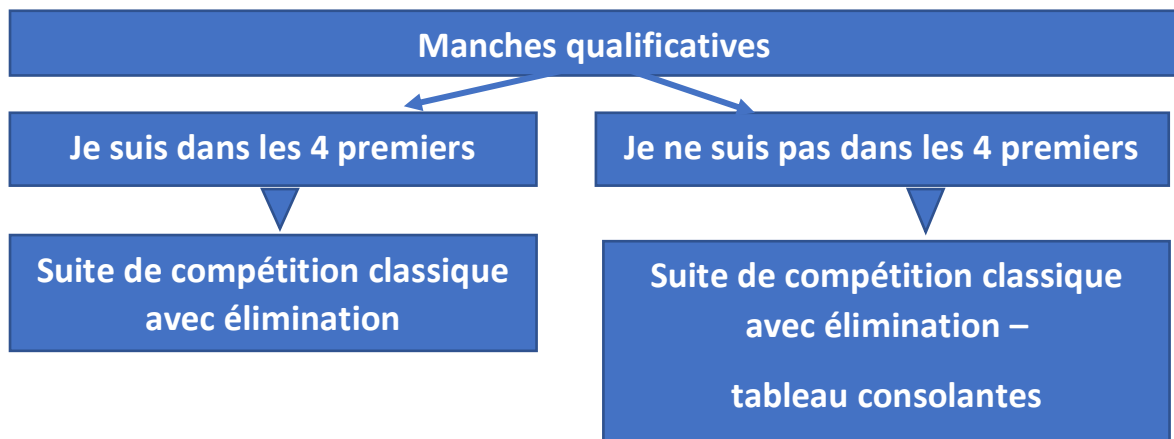 Manches qualificatives
Je suis dans les 4 premiers
Je ne suis pas dans les 4 premiers
Suite de compétition classique
avec élimination
Suite de compétition classique
avec élimination –
tableau consolantes